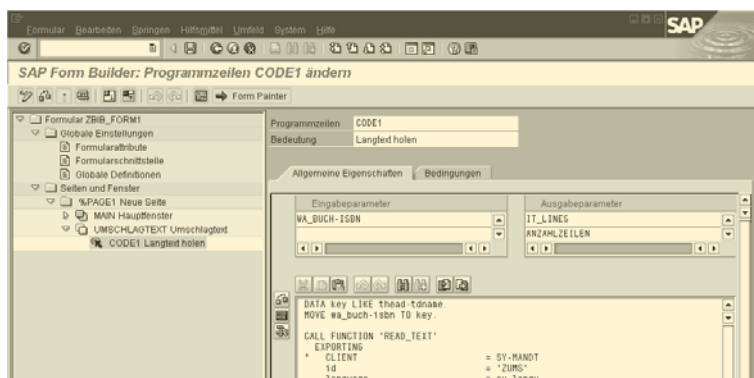 Formular Bearbeiten Springen Hilfsmittel Umfeld System Hilfe
SAP
SAP Form Builder: Programmzeilen CODE1 ändern
Form Painter
Formular ZBIB_FORM1
Globale Einstellungen
Formularattribute
Formularschnittstelle
Globale Definitionen
Seiten und Fenster
%PAGE1 Neue Seite
MAIN Hauptfenster
UMSCHLAGTEXT Umschlagtext
CODE1 Langtext holen
Programmzeilen CODE1
Bedeutung Langtext holen
Allgemeine Eigenschaften Bedingungen
Eingabeparameter Ausgabeparameter
WA_BUCH-ISBN IT_LINES
ANZAHLZEILEN
DATA key LIKE thead-tdname.
MOVE wa_buch-isbn TO key.
CALL FUNCTION 'READ_TEXT'
EXPORTING
* CLIENT = SY-MANDT
id = 'ZUMS'